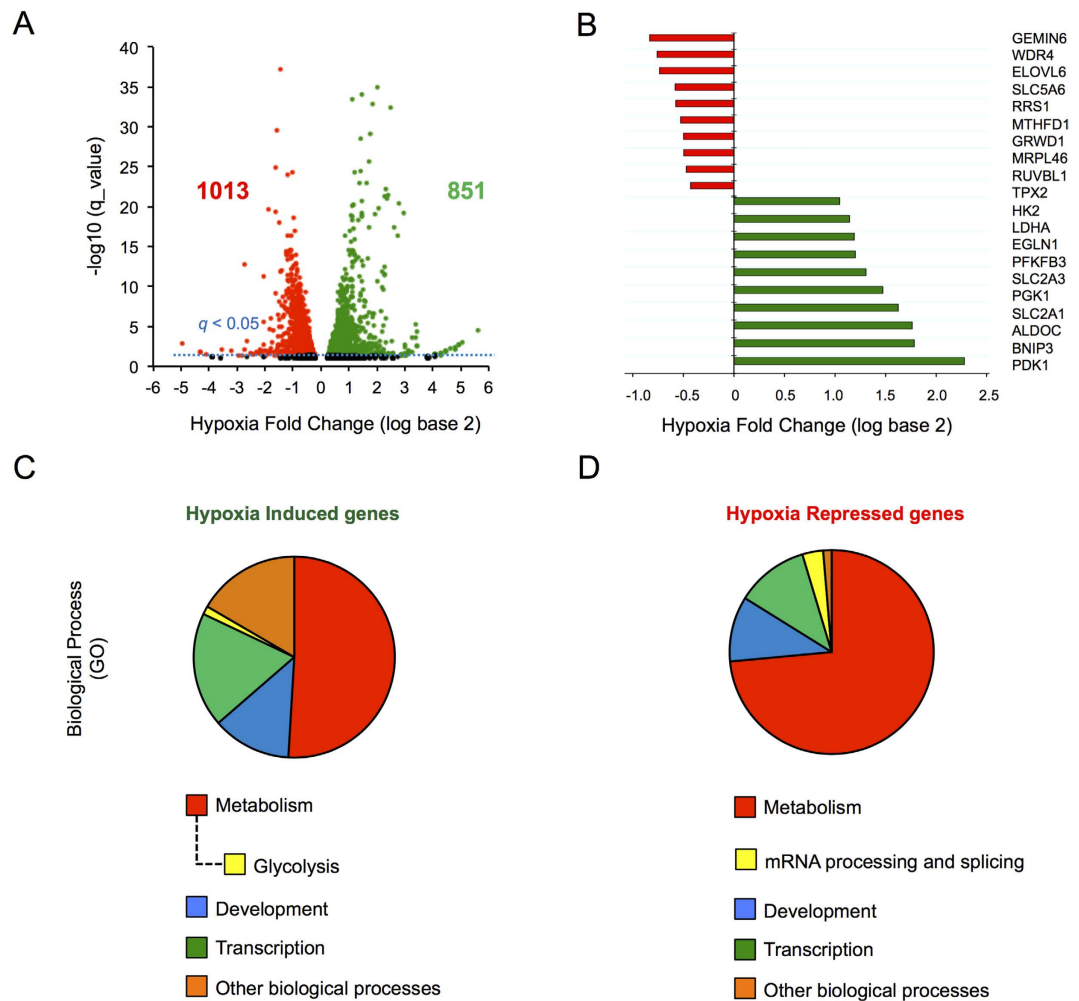 A
40
35
30
25
20
15
10
5
0
-log10 (q_value)
1013
851
q < 0.05
-6 -5 -4 -3 -2 -1 0 1 2 3 4 5 6
Hypoxia Fold Change (log base 2)
B
GEMIN6
WDR4
ELOVL6
SLC5A6
RRS1
MTHFD1
GRWD1
MRPL46
RUVBL1
TPX2
HK2
LDHA
EGLN1
PFKFB3
SLC2A3
PGK1
SLC2A1
ALDOC
BNIP3
PDK1
-1.0 -0.5 0 0.5 1.0 1.5 2.0 2.5
Hypoxia Fold Change (log base 2)
C
Hypoxia Induced genes
Biological Process
(GO)
Metabolism
Glycolysis
Development
Transcription
Other biological processes
D
Hypoxia Repressed genes
Metabolism
mRNA processing and splicing
Development
Transcription
Other biological processes